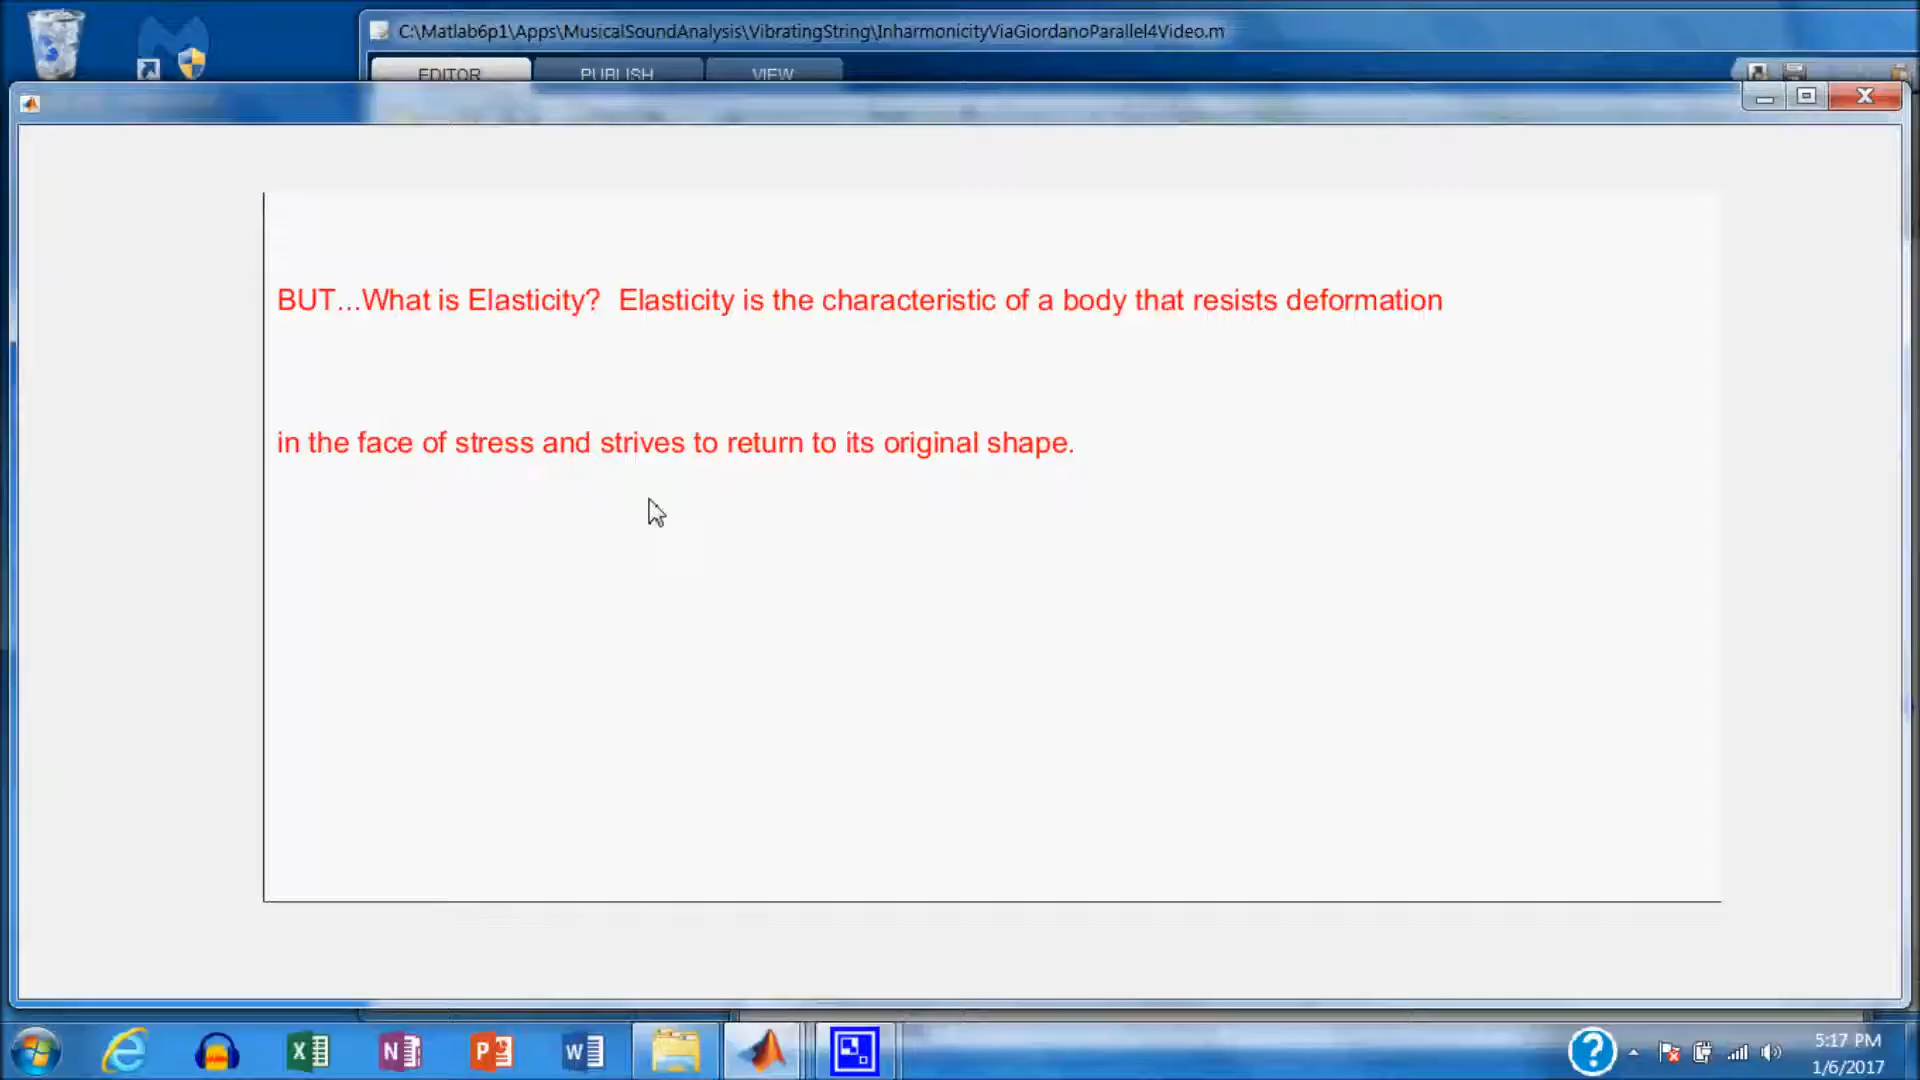 C:\Matlab6p1\Apps\MusicalSoundAnalysis\VibratingString\InharmonicityViaGiordanoParallel4Video.m
EDITOR PUBLISH VIEW
BUT...What is Elasticity? Elasticity is the characteristic of a body that resists deformation
in the face of stress and strives to return to its original shape.
5:17 PM
1/6/2017